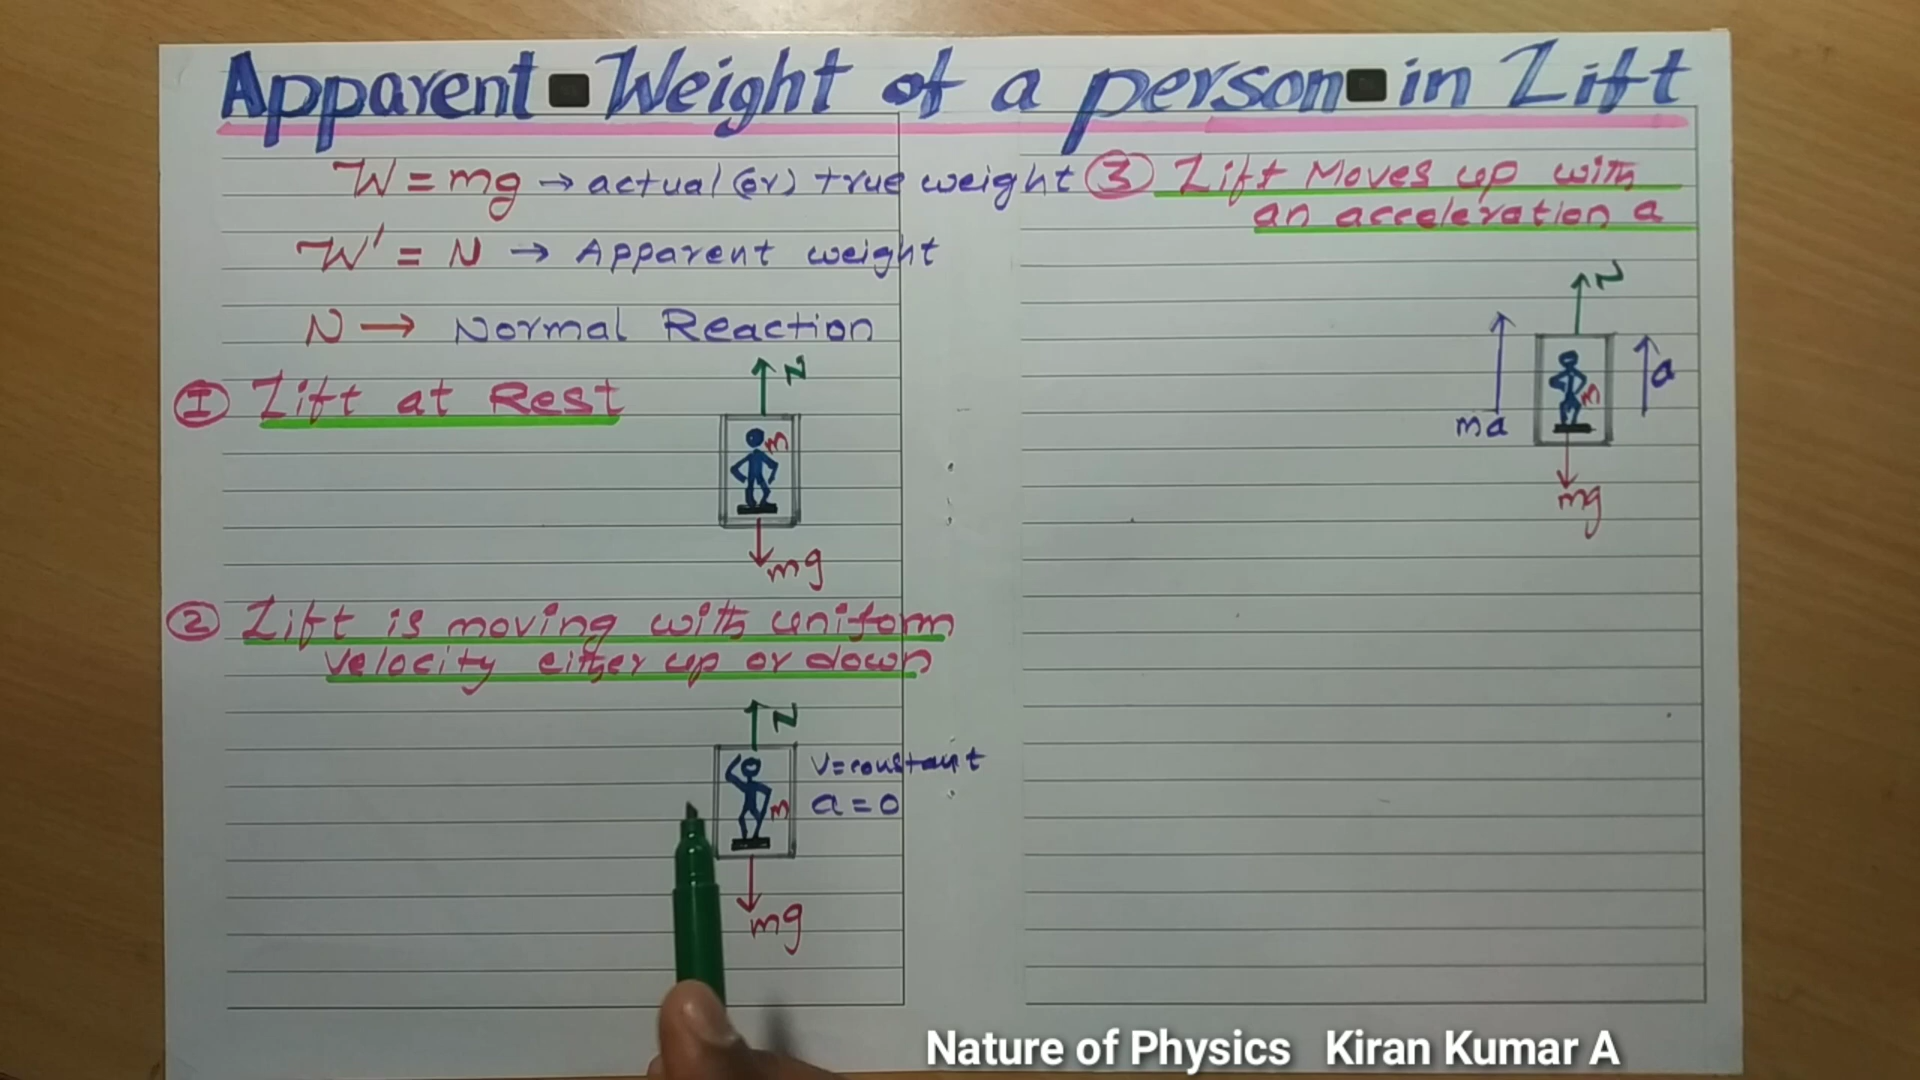 Apparent Weight of a person in Lift
W = mg → actual (or) true weight
W' = N → Apparent weight
N → Normal Reaction
① Lift at Rest
N
m
mg
② Lift is moving with uniform
velocity either up or down
N
v=constant
m
a = 0
mg
③ Lift Moves up with
an acceleration a
N
a
m
ma
mg
Nature of Physics Kiran Kumar A